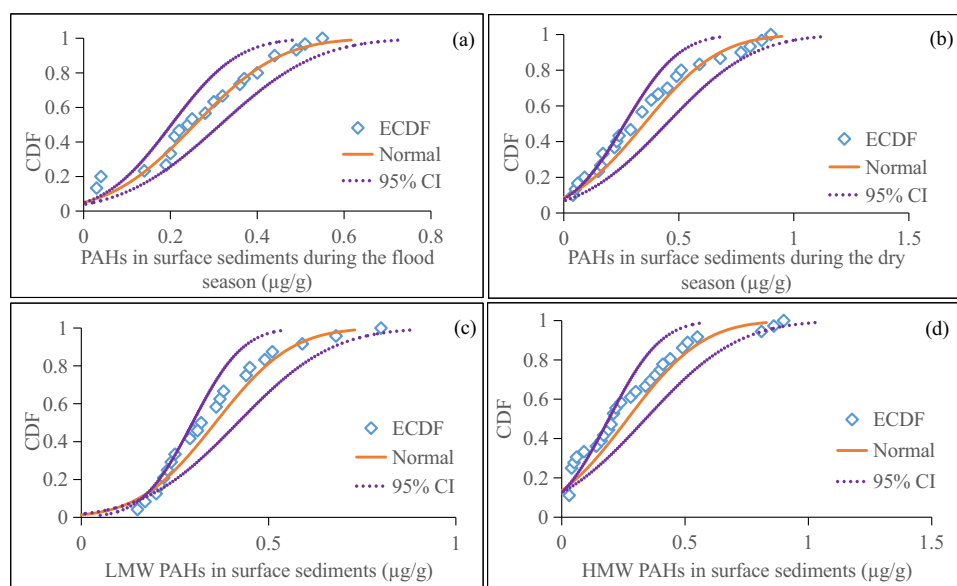 (a)
1
0.8
0.6
0.4
0.2
0
CDF
ECDF
Normal
95% CI
0
0.2
0.4
0.6
0.8
PAHs in surface sediments during the flood
season (µg/g)
(b)
1
0.8
0.6
0.4
0.2
0
CDF
ECDF
Normal
95% CI
0
0.5
1
1.5
PAHs in surface sediments during the dry
season (µg/g)
(c)
1
0.8
0.6
0.4
0.2
0
CDF
ECDF
Normal
95% CI
0
0.5
1
LMW PAHs in surface sediments (µg/g)
(d)
1
0.8
0.6
0.4
0.2
0
CDF
ECDF
Normal
95% CI
0
0.5
1
1.5
HMW PAHs in surface sediments (µg/g)